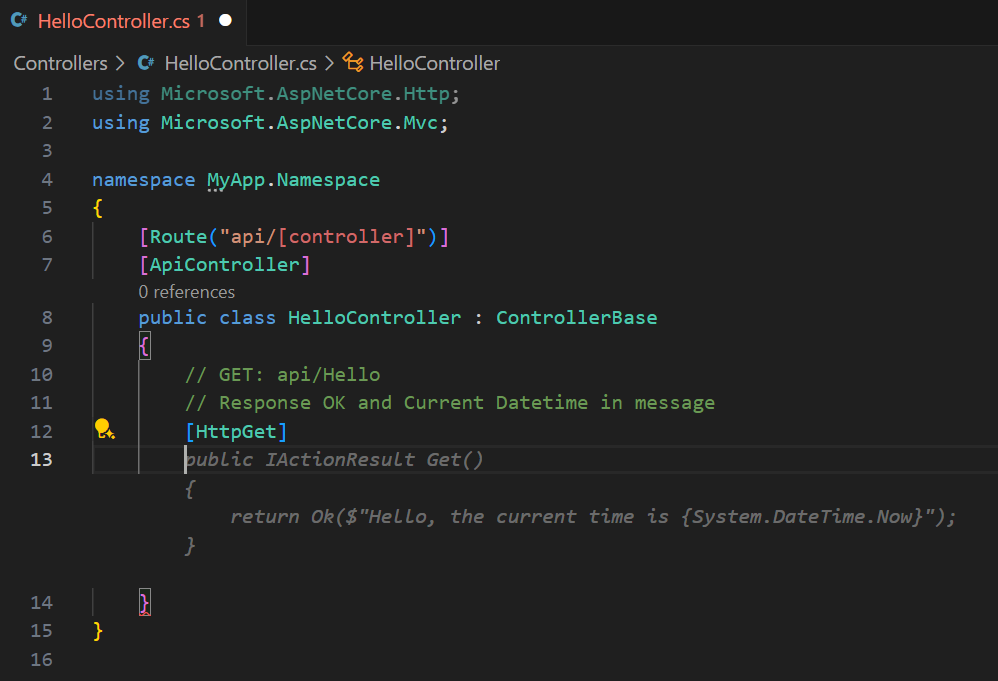 C# HelloController.cs 1
Controllers > C# HelloController.cs > HelloController
1 using Microsoft.AspNetCore.Http;
2 using Microsoft.AspNetCore.Mvc;
3
4 namespace MyApp.Namespace
5 {
6 [Route("api/[controller]")]
7 [ApiController]
0 references
8 public class HelloController : ControllerBase
9 {
10 // GET: api/Hello
11 // Response OK and Current Datetime in message
12 [HttpGet]
13 public IActionResult Get()
{
return Ok($"Hello, the current time is {System.DateTime.Now}");
}
14 }
15 }
16